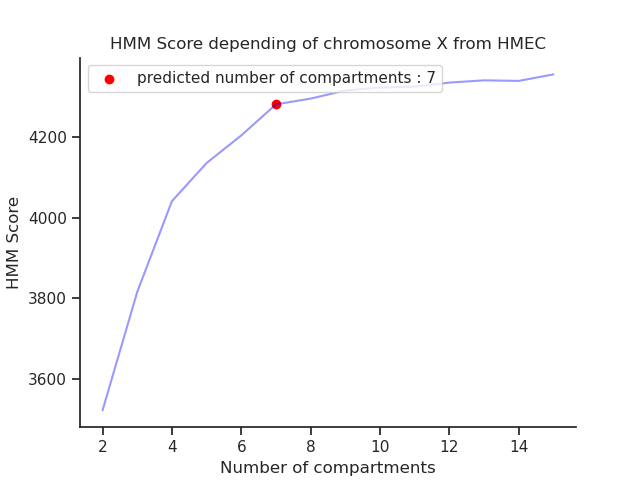 HMM Score depending of chromosome X from HMEC
predicted number of compartments : 7
4200
4000
3800
3600
HMM Score
2 4 6 8 10 12 14
Number of compartments